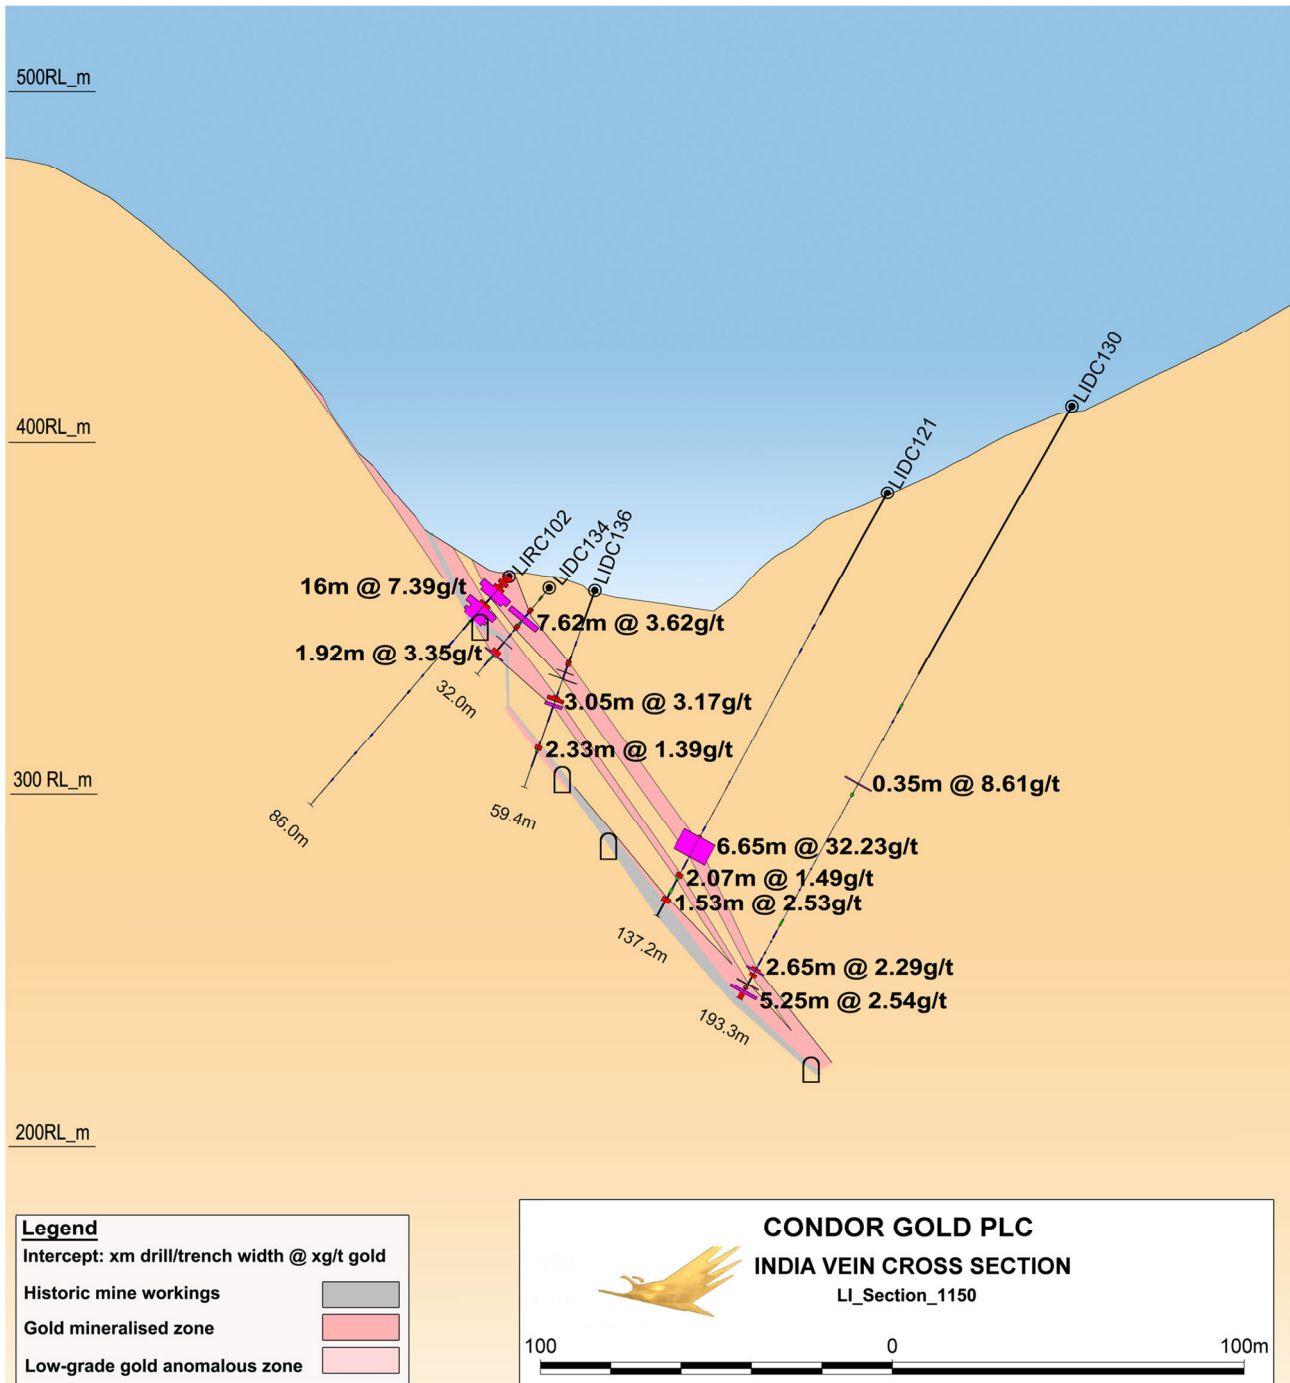 500RL_m
LIDC130
400RL_m
LIDC121
LIRC102
LIDC134
LIDC136
16m @ 7.39g/t
7.62m @ 3.62g/t
1.92m @ 3.35g/t
32.0m
3.05m @ 3.17g/t
2.33m @ 1.39g/t
300 RL_m
0.35m @ 8.61g/t
59.4m
86.0m
6.65m @ 32.23g/t
2.07m @ 1.49g/t
1.53m @ 2.53g/t
137.2m
2.65m @ 2.29g/t
5.25m @ 2.54g/t
193.3m
200RL_m
Legend
Intercept: xm drill/trench width @ xg/t gold
Historic mine workings
Gold mineralised zone
Low-grade gold anomalous zone
CONDOR GOLD PLC
INDIA VEIN CROSS SECTION
LI_Section_1150
100 0 100m